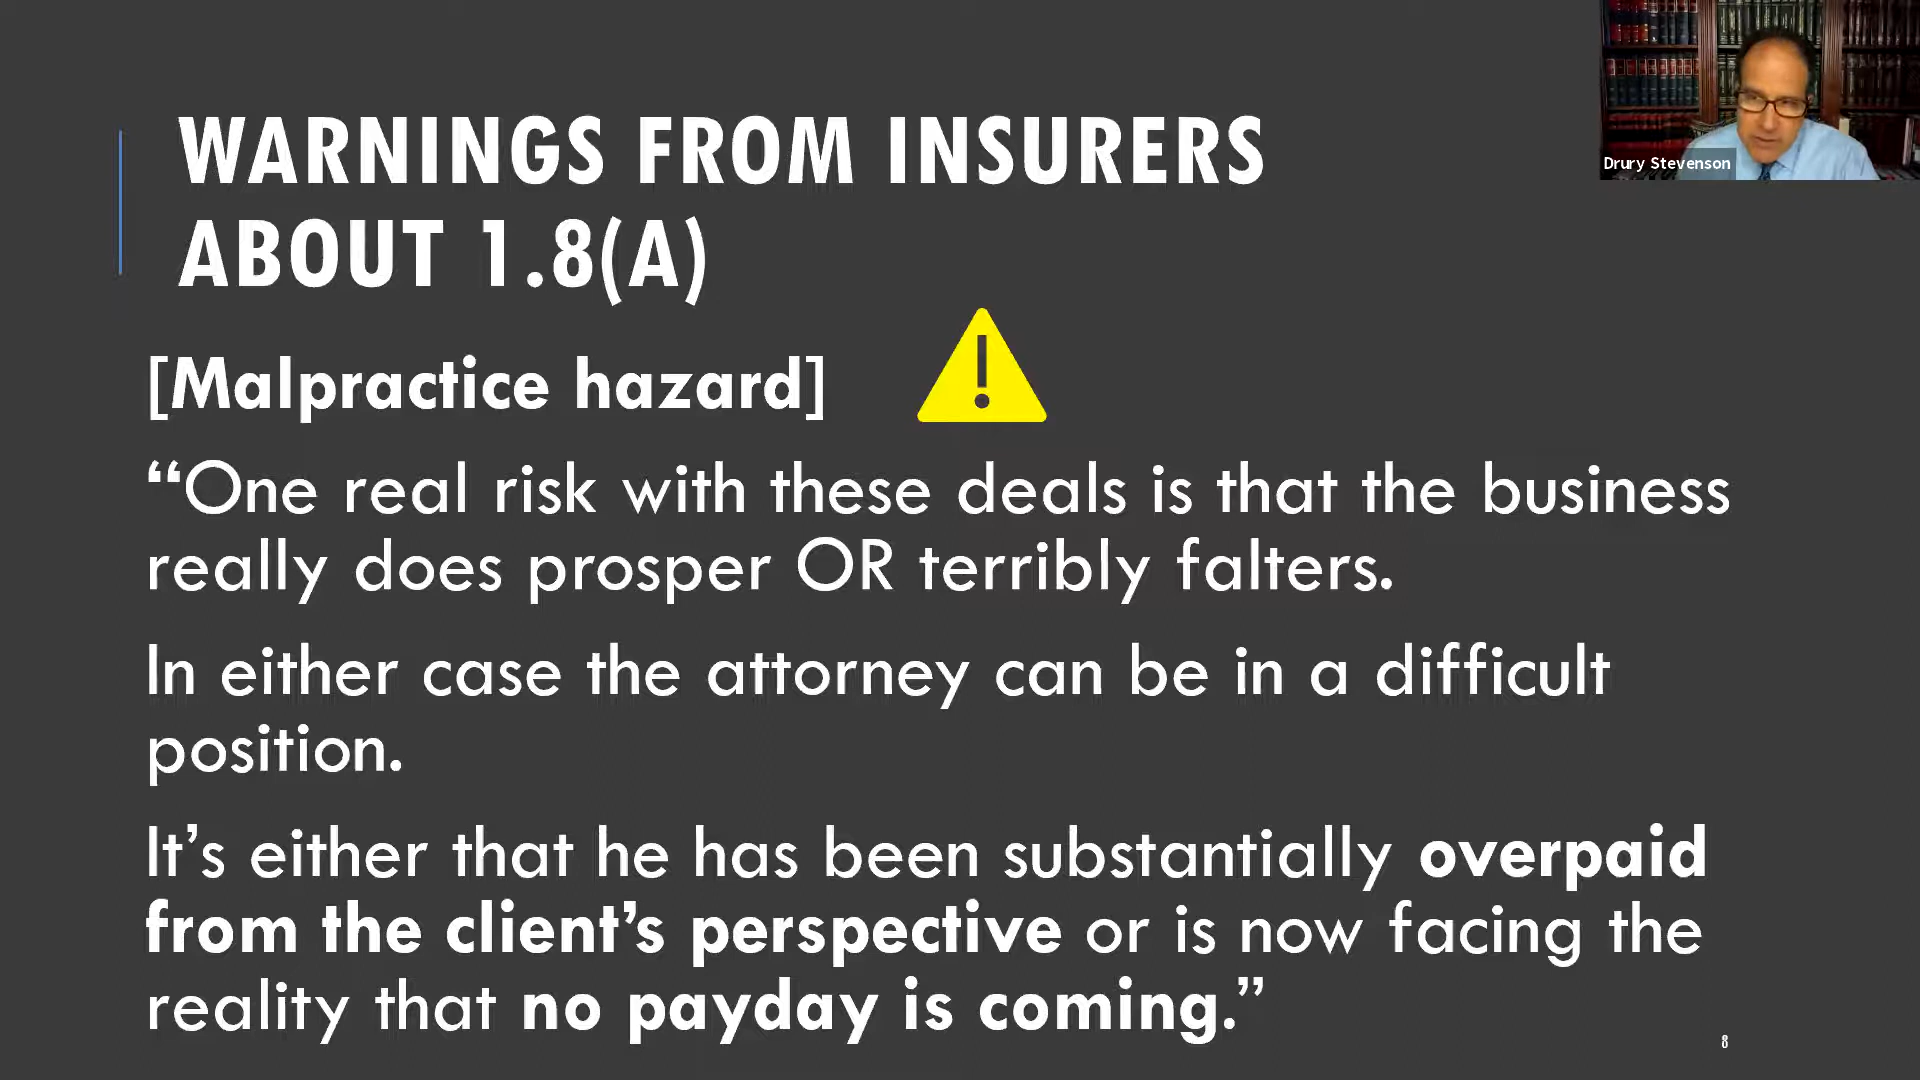 WARNINGS FROM INSURERS
ABOUT 1.8(A)
[Malpractice hazard]
“One real risk with these deals is that the business
really does prosper OR terribly falters.
In either case the attorney can be in a difficult
position.
It’s either that he has been substantially overpaid
from the client’s perspective or is now facing the
reality that no payday is coming.”
8
Drury Stevenson